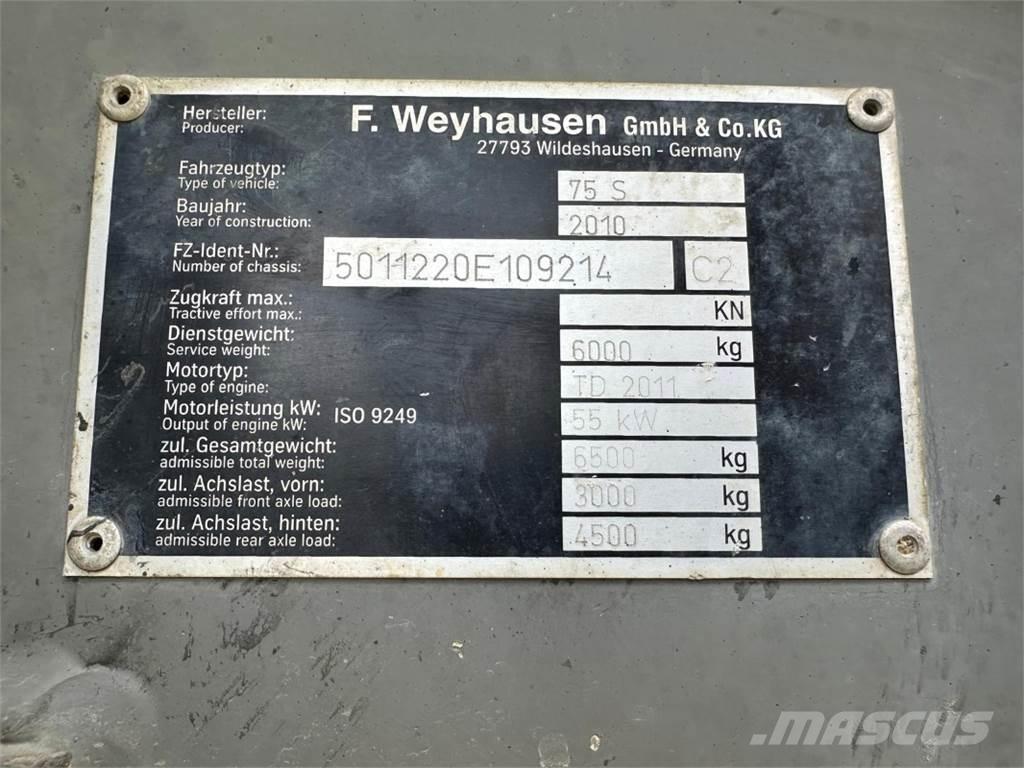 Hersteller: F. Weyhausen GmbH & Co.KG
Producer:
27793 Wildeshausen - Germany
Fahrzeugtyp:
Type of vehicle: 75 S
Baujahr:
Year of construction: 2010
FZ-Ident-Nr.:
Number of chassis: 5011220E109214 C2
Zugkraft max.:
Tractive effort max.: KN
Dienstgewicht:
Service weight: 6000 kg
Motortyp:
Type of engine: TD 2011
Motorleistung kW: ISO 9249
Output of engine kW: 55 kW
zul. Gesamtgewicht:
admissible total weight: 6500 kg
zul. Achslast, vorn:
admissible front axle load: 3000 kg
zul. Achslast, hinten:
admissible rear axle load: 4500 kg
MASCUS